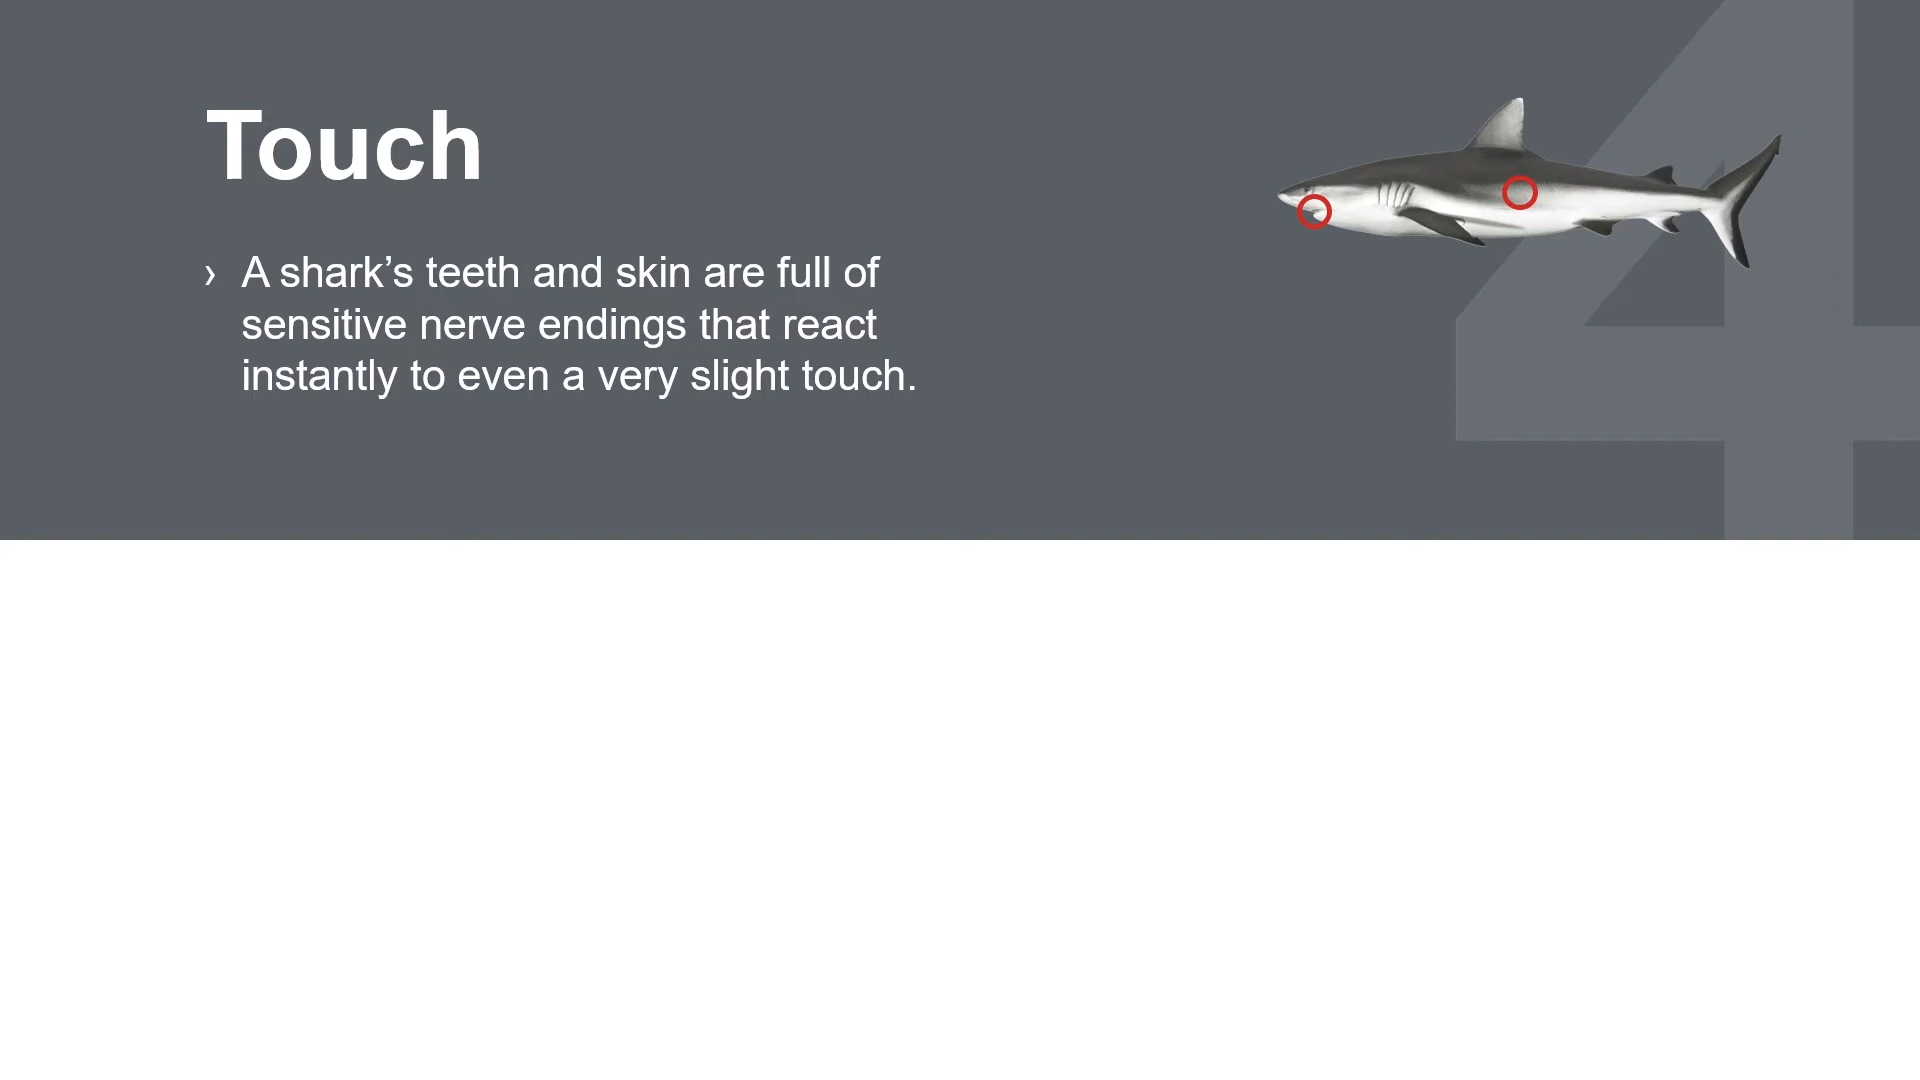 Touch
› A shark’s teeth and skin are full of
sensitive nerve endings that react
instantly to even a very slight touch.
4